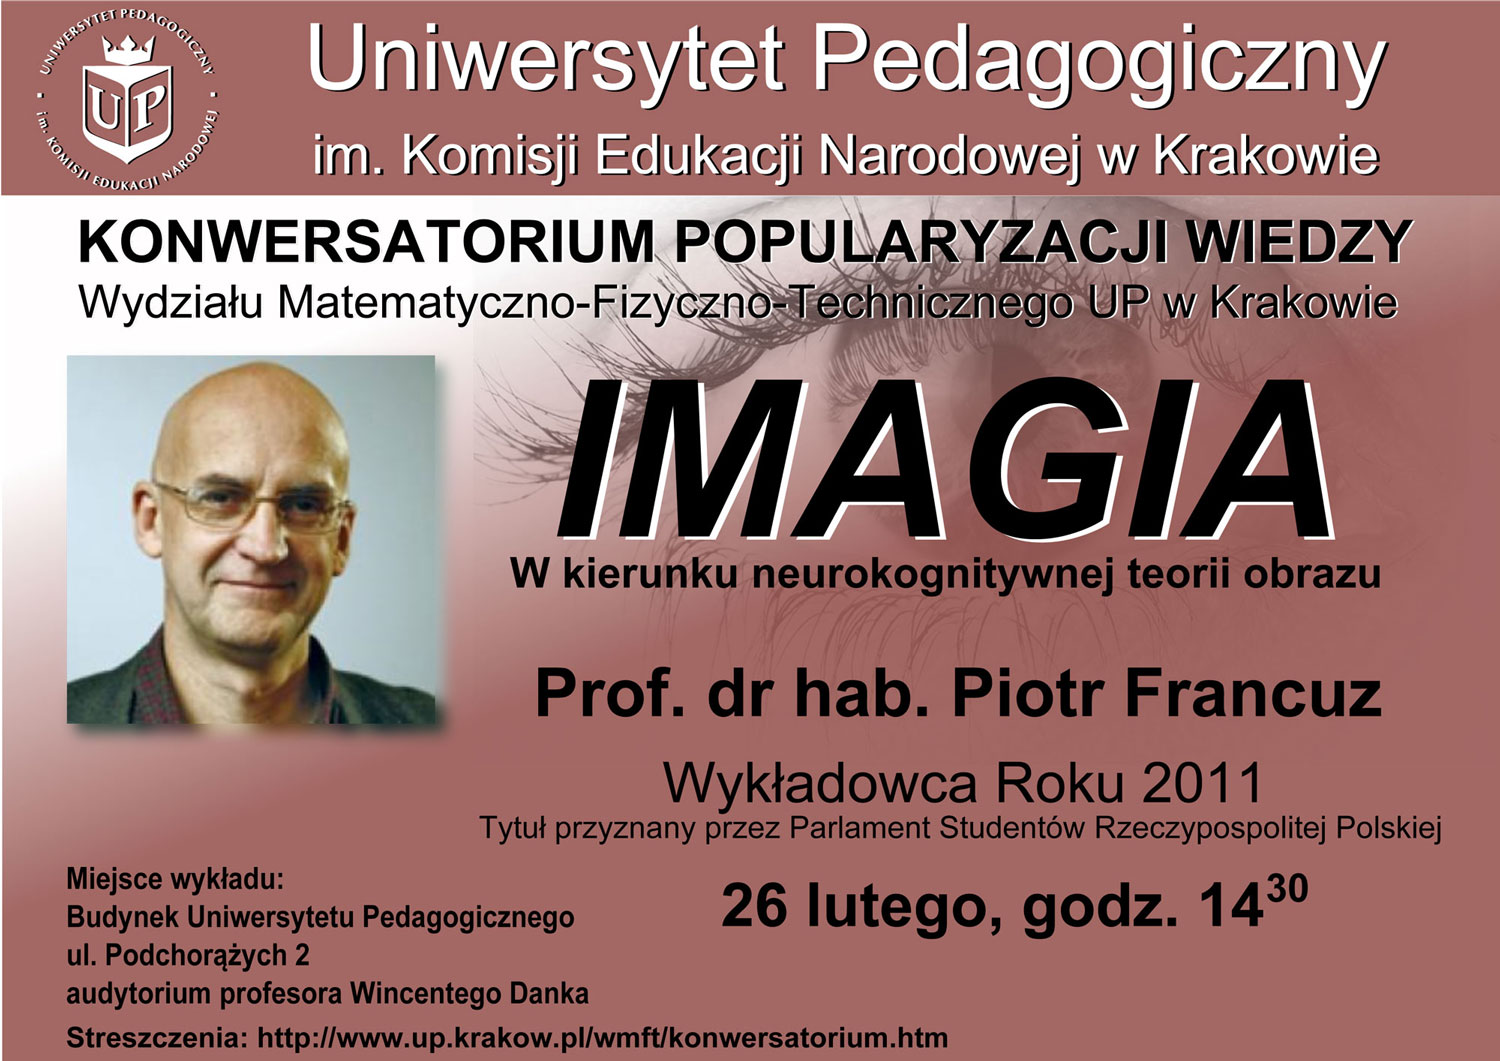 UNIWERSYTET PEDAGOGICZNY
im. KOMISJI EDUKACJI NARODOWEJ
UP
Uniwersytet Pedagogiczny
im. Komisji Edukacji Narodowej w Krakowie
KONWERSATORIUM POPULARYZACJI WIEDZY
Wydziału Matematyczno-Fizyczno-Technicznego UP w Krakowie
IMAGIA
W kierunku neurokognitywnej teorii obrazu
Prof. dr hab. Piotr Francuz
Wykładowca Roku 2011
Tytuł przyznany przez Parlament Studentów Rzeczypospolitej Polskiej
26 lutego, godz. 14³⁰
Miejsce wykładu:
Budynek Uniwersytetu Pedagogicznego
ul. Podchorążych 2
audytorium profesora Wincentego Danka
Streszczenia: http://www.up.krakow.pl/wmft/konwersatorium.htm